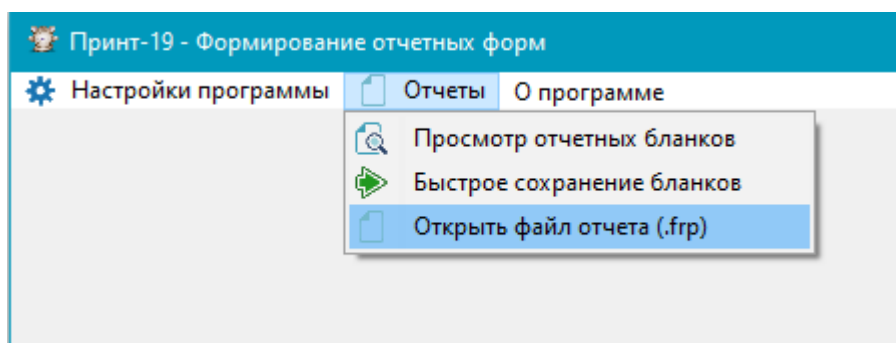 Принт-19 - Формирование отчетных форм
Настройки программы Отчеты О программе
Просмотр отчетных бланков
Быстрое сохранение бланков
Открыть файл отчета (.frp)